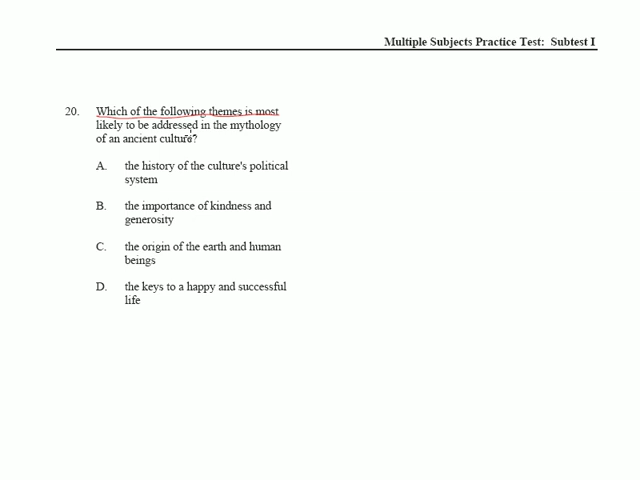 Multiple Subjects Practice Test: Subtest I
20. Which of the following themes is most
likely to be addressed in the mythology
of an ancient culture?
A. the history of the culture's political
system
B. the importance of kindness and
generosity
C. the origin of the earth and human
beings
D. the keys to a happy and successful
life